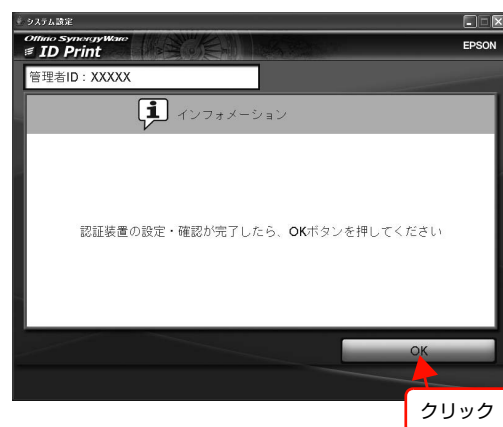 システム設定
Offirio SynergyWare
ID Print
EPSON
管理者ID：XXXXX
インフォメーション
認証装置の設定・確認が完了したら、OKボタンを押してください
OK
クリック